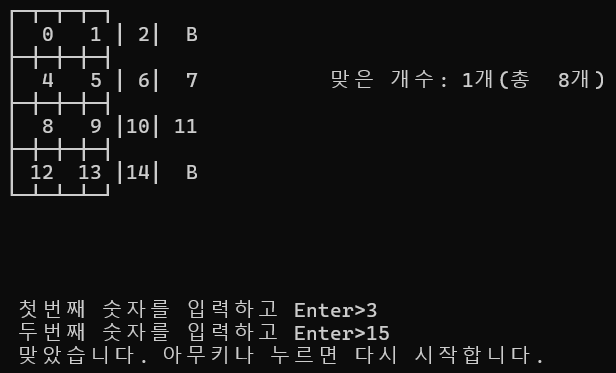 0 1 | 2| B
4 5 | 6| 7 맞은 개수: 1개(총 8개)
8 9 |10| 11
12 13 |14| B
첫번째 숫자를 입력하고 Enter>3
두번째 숫자를 입력하고 Enter>15
맞았습니다. 아무키나 누르면 다시 시작합니다.